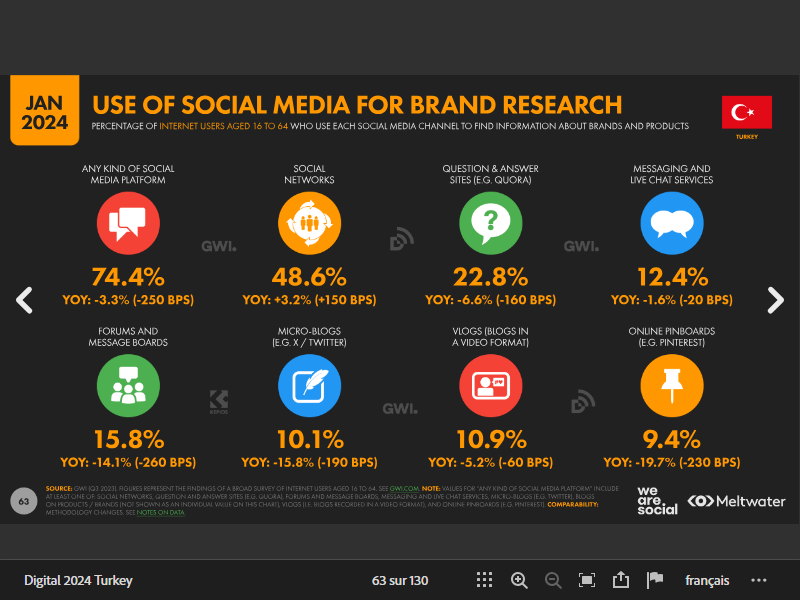 JAN
2024
USE OF SOCIAL MEDIA FOR BRAND RESEARCH
PERCENTAGE OF INTERNET USERS AGED 16 TO 64 WHO USE EACH SOCIAL MEDIA CHANNEL TO FIND INFORMATION ABOUT BRANDS AND PRODUCTS
TURKEY
ANY KIND OF SOCIAL
MEDIA PLATFORM
74.4%
YOY: -3.3% (-250 BPS)
SOCIAL
NETWORKS
48.6%
YOY: +3.2% (+150 BPS)
QUESTION & ANSWER
SITES (E.G. QUORA)
22.8%
YOY: -6.6% (-160 BPS)
MESSAGING AND
LIVE CHAT SERVICES
12.4%
YOY: -1.6% (-20 BPS)
GWI.
GWI.
FORUMS AND
MESSAGE BOARDS
15.8%
YOY: -14.1% (-260 BPS)
MICRO-BLOGS
(E.G. X / TWITTER)
10.1%
YOY: -15.8% (-190 BPS)
VLOGS (BLOGS IN
A VIDEO FORMAT)
10.9%
YOY: -5.2% (-60 BPS)
ONLINE PINBOARDS
(E.G. PINTEREST)
9.4%
YOY: -19.7% (-230 BPS)
KEPIOS
GWI.
63
SOURCE: GWI (Q3 2023). FIGURES REPRESENT THE FINDINGS OF A BROAD SURVEY OF INTERNET USERS AGED 16 TO 64. SEE GWI.COM. NOTE: VALUES FOR "ANY KIND OF SOCIAL MEDIA PLATFORM" INCLUDE
AT LEAST ONE OF: SOCIAL NETWORKS, QUESTION AND ANSWER SITES (E.G. QUORA), FORUMS AND MESSAGE BOARDS, MESSAGING AND LIVE CHAT SERVICES, MICRO-BLOGS (E.G. TWITTER), BLOGS
ON PRODUCTS / BRANDS (NOT SHOWN AS AN INDIVIDUAL VALUE ON THIS CHART), VLOGS (I.E. BLOGS RECORDED IN A VIDEO FORMAT), AND ONLINE PINBOARDS (E.G. PINTEREST). COMPARABILITY:
METHODOLOGY CHANGES. SEE NOTES ON DATA.
we
are.
social
Meltwater
Digital 2024 Turkey
63 sur 130
français